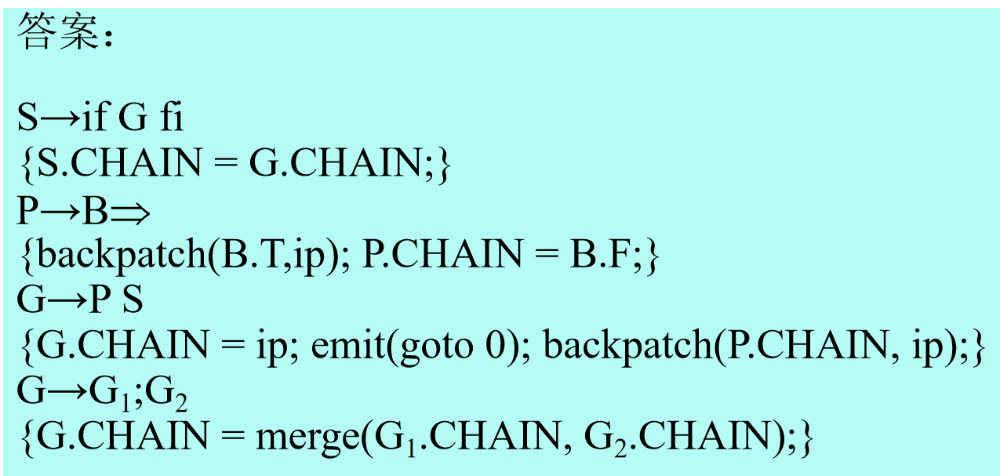 答案：
S→if G fi
{S.CHAIN = G.CHAIN;}
P→B⇒
{backpatch(B.T,ip); P.CHAIN = B.F;}
G→P S
{G.CHAIN = ip; emit(goto 0); backpatch(P.CHAIN, ip);}
G→G₁;G₂
{G.CHAIN = merge(G₁.CHAIN, G₂.CHAIN);}